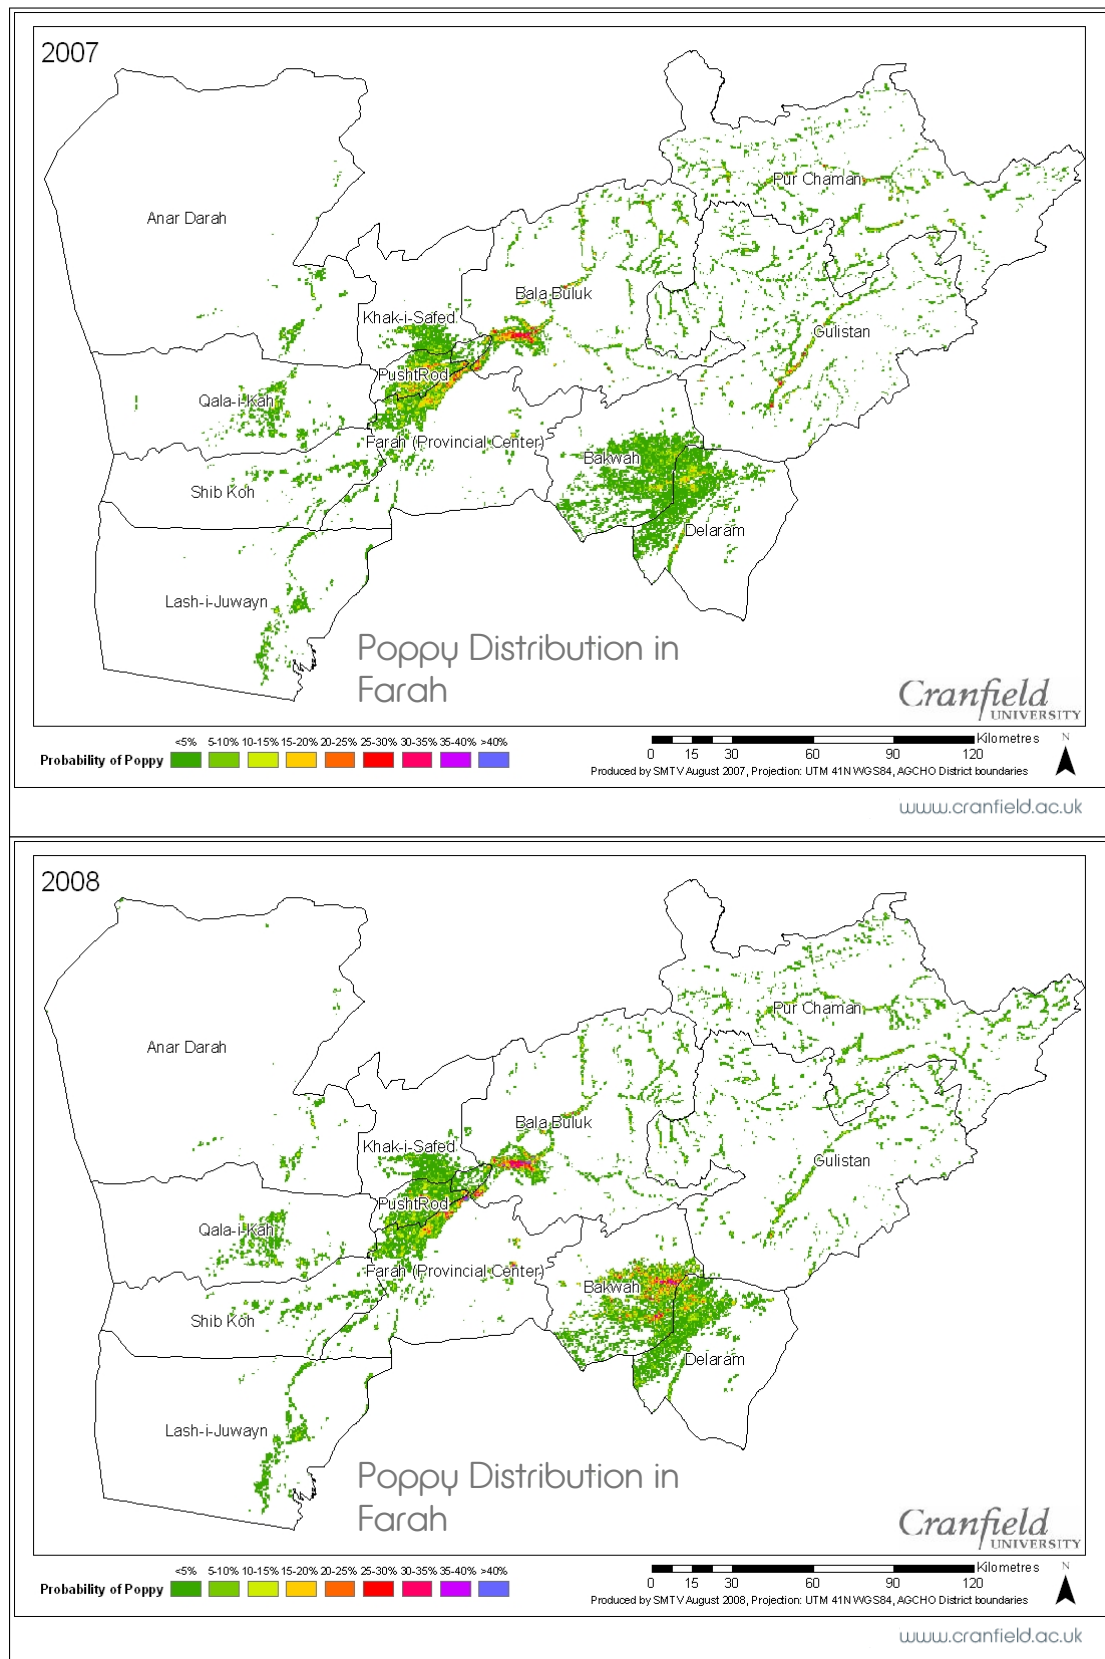 2007
Anar Darah
Pur Chaman
Bala Buluk
Khak-i-Safed
Gulistan
PushtRod
Qala-i-Kah
Farah (Provincial Center)
Bakwah
Shib Koh
Delaram
Lash-i-Juwayn
Poppy Distribution in
Farah
Cranfield
UNIVERSITY
<5% 5-10% 10-15% 15-20% 20-25% 25-30% 30-35% 35-40% >40%
Probability of Poppy
Kilometres
0 15 30 60 90 120
N
Produced by SMTV August 2007, Projection: UTM 41N WGS84, AGCHO District boundaries
www.cranfield.ac.uk
2008
Pur Chaman
Anar Darah
Bala Buluk
Khak-i-Safed
Gulistan
PushtRod
Qala-i-Kah
Farah (Provincial Center)
Bakwah
Shib Koh
Delaram
Lash-i-Juwayn
Poppy Distribution in
Farah
Cranfield
UNIVERSITY
<5% 5-10% 10-15% 15-20% 20-25% 25-30% 30-35% 35-40% >40%
Probability of Poppy
Kilometres
0 15 30 60 90 120
N
Produced by SMTV August 2008, Projection: UTM 41N WGS84, AGCHO District boundaries
www.cranfield.ac.uk